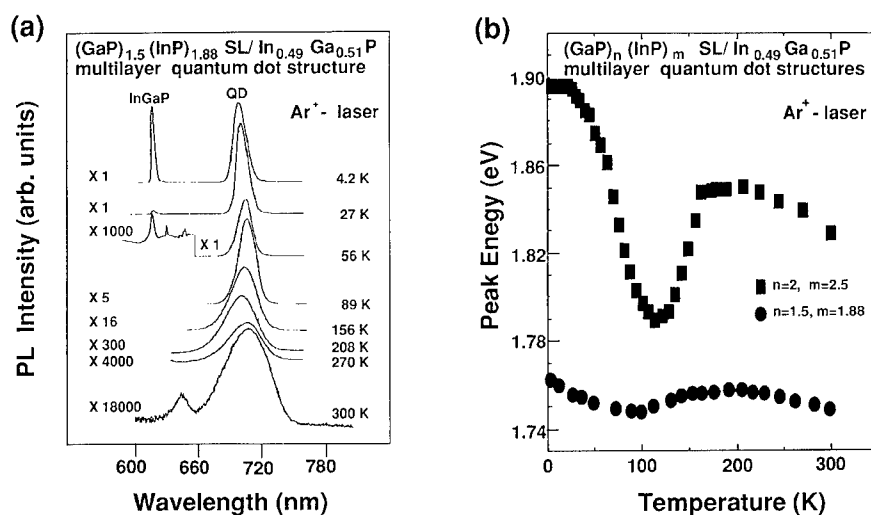 (a)
(GaP)1.5 (InP)1.88 SL/ In0.49 Ga0.51P
multilayer quantum dot structure
InGaP
QD
Ar+ - laser
X 1
4.2 K
X 1
27 K
X 1000
X 1
56 K
X 5
89 K
X 16
156 K
X 300
208 K
X 4000
270 K
X 18000
300 K
600
660
720
780
Wavelength (nm)
PL Intensity (arb. units)
(b)
(GaP)n (InP)m SL/ In0.49 Ga0.51P
multilayer quantum dot structures
Ar+ - laser
1.90
1.86
1.82
1.78
1.74
Peak Enegy (eV)
n=2, m=2.5
n=1.5, m=1.88
0
100
200
300
Temperature (K)